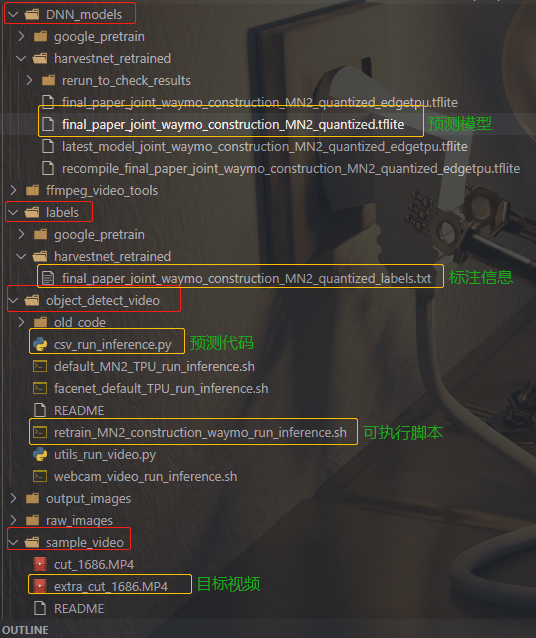 DNN_models
google_pretrain
harvestnet_retrained
rerun_to_check_results
final_paper_joint_waymo_construction_MN2_quantized_edgetpu.tflite
final_paper_joint_waymo_construction_MN2_quantized.tflite 预测模型
latest_model_joint_waymo_construction_MN2_quantized_edgetpu.tflite
recompile_final_paper_joint_waymo_construction_MN2_quantized_edgetpu.tflite
ffmpeg_video_tools
labels
google_pretrain
harvestnet_retrained
final_paper_joint_waymo_construction_MN2_quantized_labels.txt 标注信息
object_detect_video
old_code
csv_run_inference.py 预测代码
default_MN2_TPU_run_inference.sh
facenet_default_TPU_run_inference.sh
README
retrain_MN2_construction_waymo_run_inference.sh 可执行脚本
utils_run_video.py
webcam_video_run_inference.sh
output_images
raw_images
sample_video
cut_1686.MP4
extra_cut_1686.MP4 目标视频
README
OUTLINE